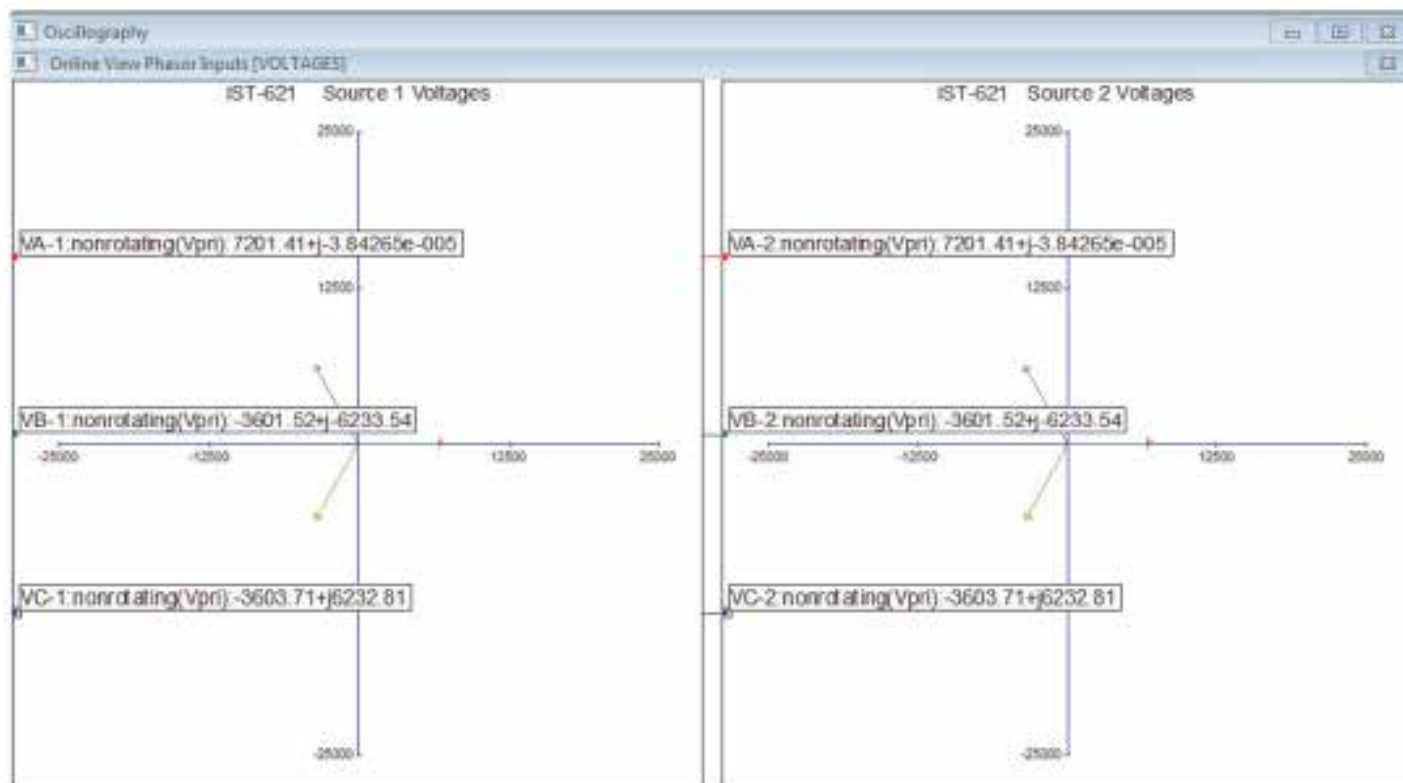 Oscillography
Online View Phasor Inputs [VOLTAGES]
IST-621 Source 1 Voltages
25000
VA-1:nonrotating(Vpri):7201.41+j-3.84265e-005
12500
VB-1:nonrotating(Vpri):-3601.52+j-6233.54
-25000 -12500 12500 25000
VC-1:nonrotating(Vpri):-3603.71+j6232.81
-25000
IST-621 Source 2 Voltages
25000
VA-2:nonrotating(Vpri):7201.41+j-3.84265e-005
12500
VB-2:nonrotating(Vpri):-3601.52+j-6233.54
-25000 -12500 12500 25000
VC-2:nonrotating(Vpri):-3603.71+j6232.81
-25000